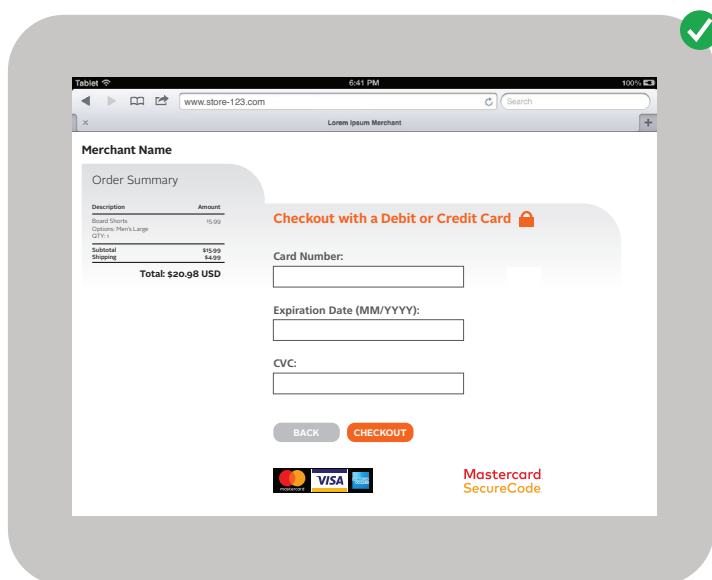 Tablet 6:41 PM 100%
www.store-123.com Search
× Lorem Ipsum Merchant +
Merchant Name
Order Summary
Description Amount
Board Shorts 15.99
Options: Men's Large
QTY: 1
Subtotal $15.99
Shipping $4.99
Total: $20.98 USD
Checkout with a Debit or Credit Card
Card Number:
Expiration Date (MM/YYYY):
CVC:
BACK CHECKOUT
mastercard VISA
Mastercard
SecureCode